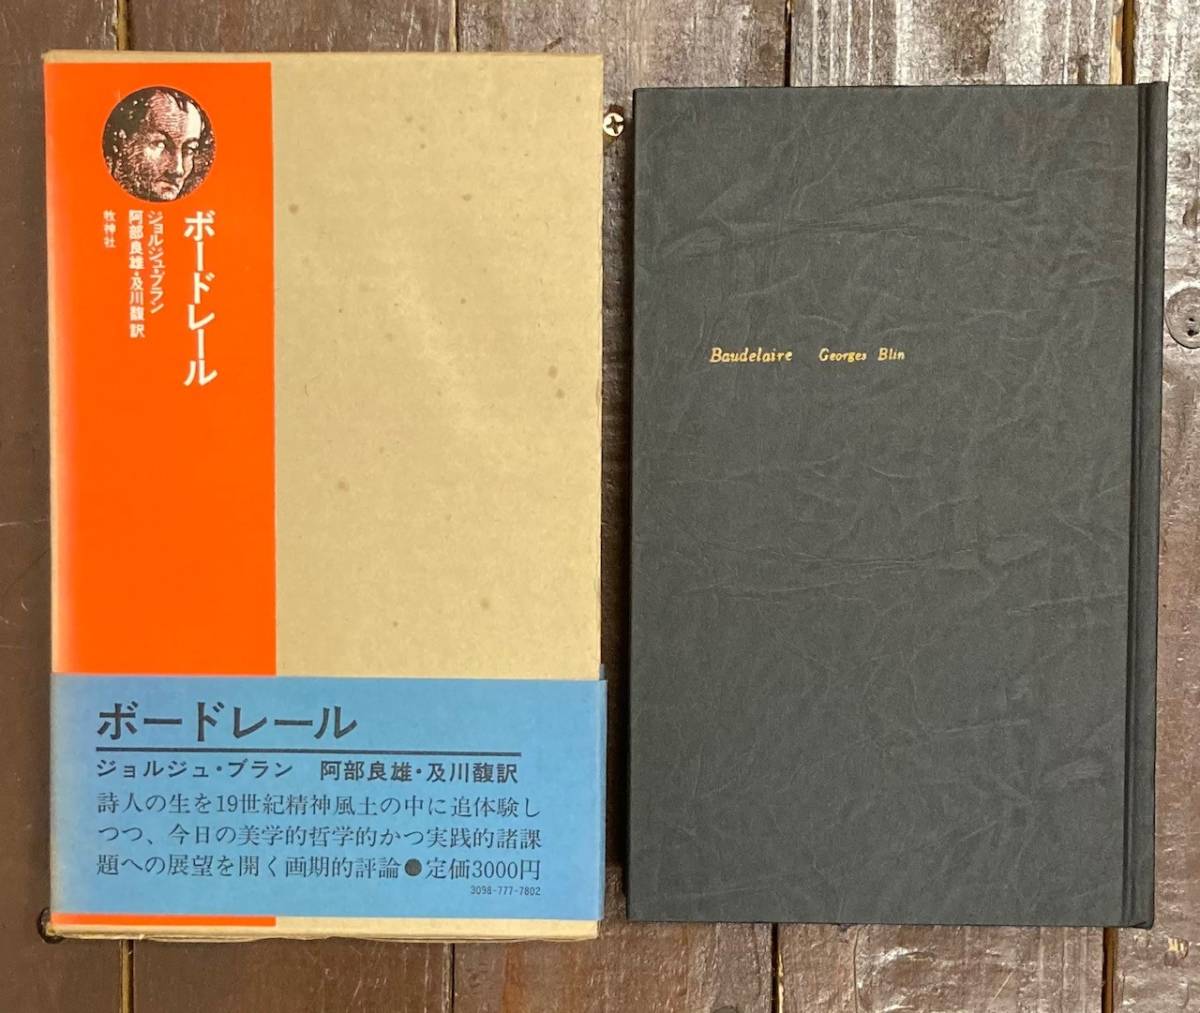 ボードレール
ジョルジュ・ブラン
阿部良雄・及川馥訳
牧神社
ボードレール
ジョルジュ・ブラン 阿部良雄・及川馥訳
詩人の生を19世紀精神風土の中に追体験し
つつ、今日の美学的哲学的かつ実践的諸課
題への展望を開く画期的評論●定価3000円
3098-777-7802
Baudelaire Georges Blin